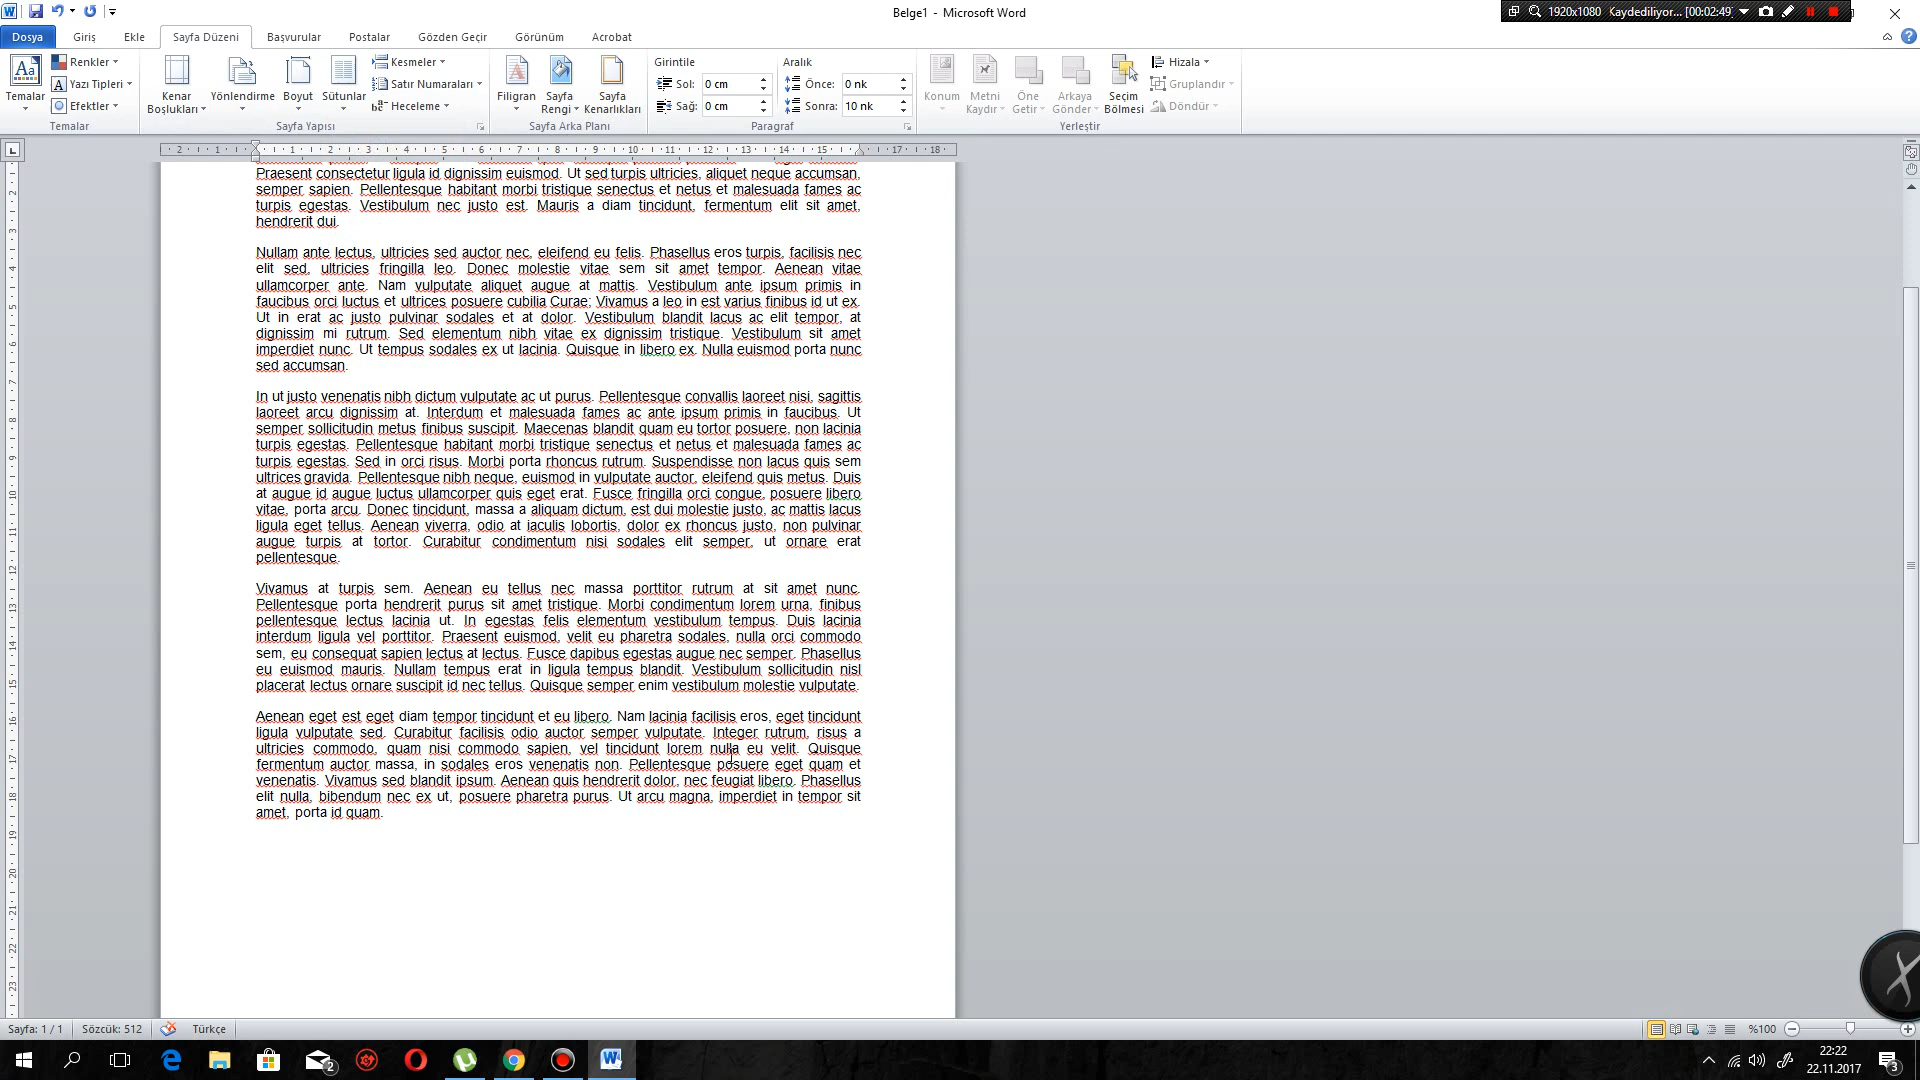 Belge1 - Microsoft Word
1920x1080 Kaydediliyor... [00:02:49]
Dosya Giriş Ekle Sayfa Düzeni Başvurular Postalar Gözden Geçir Görünüm Acrobat
Temalar
Renkler
Yazı Tipleri
Efektler
Temalar
Kenar Boşlukları
Yönlendirme
Boyut
Sütunlar
Kesmeler
Satır Numaraları
Heceleme
Sayfa Yapısı
Filigran
Sayfa Rengi
Sayfa Kenarlıkları
Sayfa Arka Planı
Girintile
Sol: 0 cm
Sağ: 0 cm
Aralık
Önce: 0 nk
Sonra: 10 nk
Paragraf
Konum
Metni Kaydır
Öne Getir
Arkaya Gönder
Seçim Bölmesi
Hizala
Gruplandır
Döndür
Yerleştir
2 1 1 2 3 4 5 6 7 8 9 10 11 12 13 14 15 17 18
Praesent consectetur ligula id dignissim euismod. Ut sed turpis ultricies, aliquet neque accumsan,
semper sapien. Pellentesque habitant morbi tristique senectus et netus et malesuada fames ac
turpis egestas. Vestibulum nec justo est. Mauris a diam tincidunt, fermentum elit sit amet,
hendrerit dui.
Nullam ante lectus, ultricies sed auctor nec, eleifend eu felis. Phasellus eros turpis, facilisis nec
elit sed, ultricies fringilla leo. Donec molestie vitae sem sit amet tempor. Aenean vitae
ullamcorper ante. Nam vulputate aliquet augue at mattis. Vestibulum ante ipsum primis in
faucibus orci luctus et ultrices posuere cubilia Curae; Vivamus a leo in est varius finibus id ut ex.
Ut in erat ac justo pulvinar sodales et at dolor. Vestibulum blandit lacus ac elit tempor, at
dignissim mi rutrum. Sed elementum nibh vitae ex dignissim tristique. Vestibulum sit amet
imperdiet nunc. Ut tempus sodales ex ut lacinia. Quisque in libero ex. Nulla euismod porta nunc
sed accumsan.
In ut justo venenatis nibh dictum vulputate ac ut purus. Pellentesque convallis laoreet nisi, sagittis
laoreet arcu dignissim at. Interdum et malesuada fames ac ante ipsum primis in faucibus. Ut
semper sollicitudin metus finibus suscipit. Maecenas blandit quam eu tortor posuere, non lacinia
turpis egestas. Pellentesque habitant morbi tristique senectus et netus et malesuada fames ac
turpis egestas. Sed in orci risus. Morbi porta rhoncus rutrum. Suspendisse non lacus quis sem
ultrices gravida. Pellentesque nibh neque, euismod in vulputate auctor, eleifend quis metus. Duis
at augue id augue luctus ullamcorper quis eget erat. Fusce fringilla orci congue, posuere libero
vitae, porta arcu. Donec tincidunt, massa a aliquam dictum, est dui molestie justo, ac mattis lacus
ligula eget tellus. Aenean viverra, odio at iaculis lobortis, dolor ex rhoncus justo, non pulvinar
augue turpis at tortor. Curabitur condimentum nisi sodales elit semper, ut ornare erat
pellentesque.
Vivamus at turpis sem. Aenean eu tellus nec massa porttitor rutrum at sit amet nunc.
Pellentesque porta hendrerit purus sit amet tristique. Morbi condimentum lorem urna, finibus
pellentesque lectus lacinia ut. In egestas felis elementum vestibulum tempus. Duis lacinia
interdum ligula vel porttitor. Praesent euismod, velit eu pharetra sodales, nulla orci commodo
sem, eu consequat sapien lectus at lectus. Fusce dapibus egestas augue nec semper. Phasellus
eu euismod mauris. Nullam tempus erat in ligula tempus blandit. Vestibulum sollicitudin nisl
placerat lectus ornare suscipit id nec tellus. Quisque semper enim vestibulum molestie vulputate.
Aenean eget est eget diam tempor tincidunt et eu libero. Nam lacinia facilisis eros, eget tincidunt
ligula vulputate sed. Curabitur facilisis odio auctor semper vulputate. Integer rutrum, risus a
ultricies commodo, quam nisi commodo sapien, vel tincidunt lorem nulla eu velit. Quisque
fermentum auctor massa, in sodales eros venenatis non. Pellentesque posuere eget quam et
venenatis. Vivamus sed blandit ipsum. Aenean quis hendrerit dolor, nec feugiat libero. Phasellus
elit nulla, bibendum nec ex ut, posuere pharetra purus. Ut arcu magna, imperdiet in tempor sit
amet, porta id quam.
Sayfa: 1 / 1 Sözcük: 512 Türkçe %100
2
22:22
22.11.2017
3